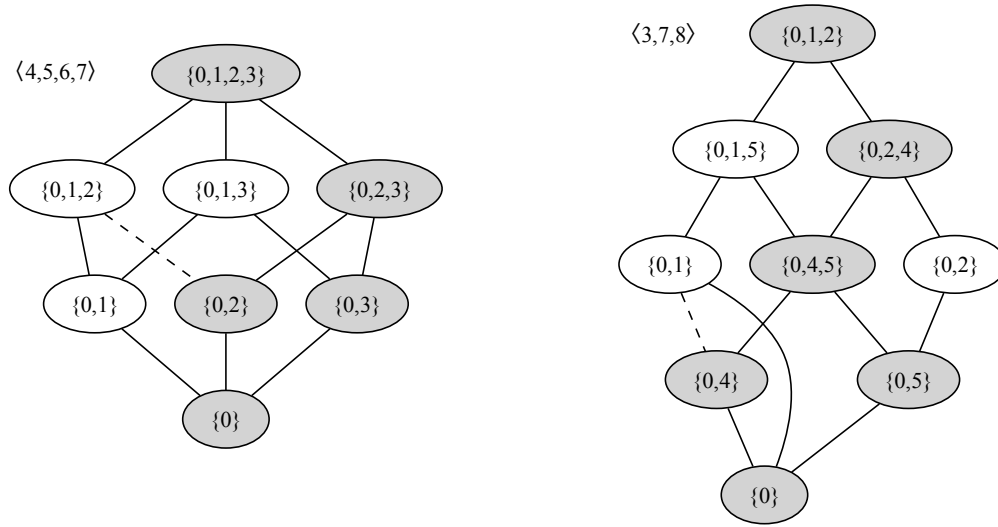 ⟨4,5,6,7⟩
{0,1,2,3}
{0,1,2} {0,1,3} {0,2,3}
{0,1} {0,2} {0,3}
{0}
⟨3,7,8⟩
{0,1,2}
{0,1,5} {0,2,4}
{0,1} {0,4,5} {0,2}
{0,4} {0,5}
{0}